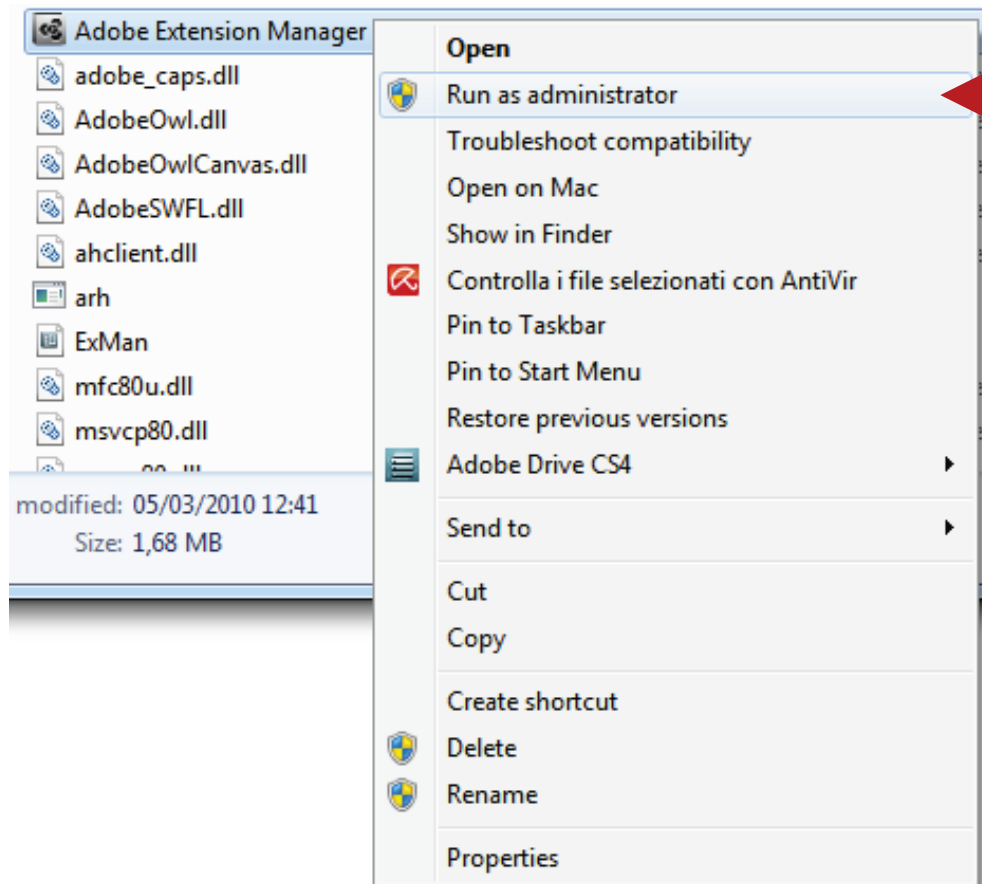 Adobe Extension Manager
adobe_caps.dll
AdobeOwl.dll
AdobeOwlCanvas.dll
AdobeSWFL.dll
ahclient.dll
arh
ExMan
mfc80u.dll
msvcp80.dll
modified: 05/03/2010 12:41
Size: 1,68 MB
Open
Run as administrator
Troubleshoot compatibility
Open on Mac
Show in Finder
Controlla i file selezionati con AntiVir
Pin to Taskbar
Pin to Start Menu
Restore previous versions
Adobe Drive CS4
Send to
Cut
Copy
Create shortcut
Delete
Rename
Properties